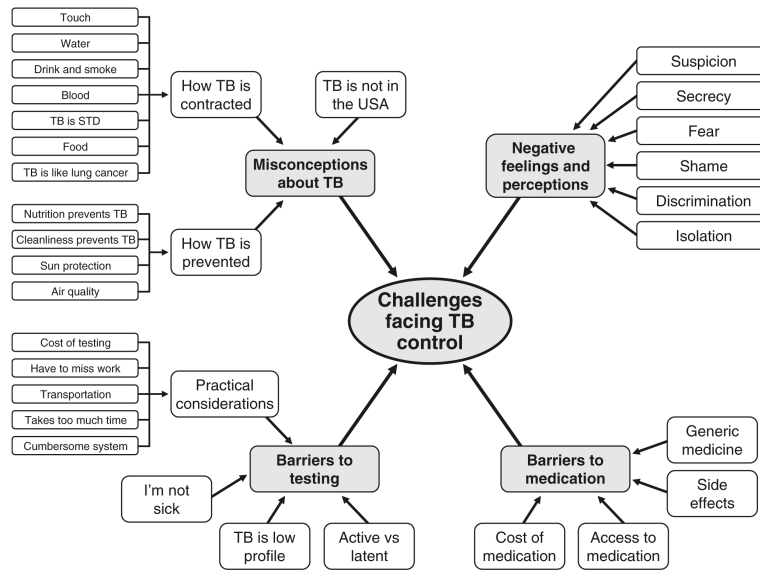 Touch
Water
Drink and smoke
Blood
TB is STD
Food
TB is like lung cancer
How TB is
contracted
TB is not in
the USA
Misconceptions
about TB
Nutrition prevents TB
Cleanliness prevents TB
Sun protection
Air quality
How TB is
prevented
Negative
feelings and
perceptions
Suspicion
Secrecy
Fear
Shame
Discrimination
Isolation
Challenges
facing TB
control
Cost of testing
Have to miss work
Transportation
Takes too much time
Cumbersome system
Practical
considerations
Barriers to
testing
I'm not
sick
TB is low
profile
Active vs
latent
Barriers to
medication
Generic
medicine
Side
effects
Cost of
medication
Access to
medication